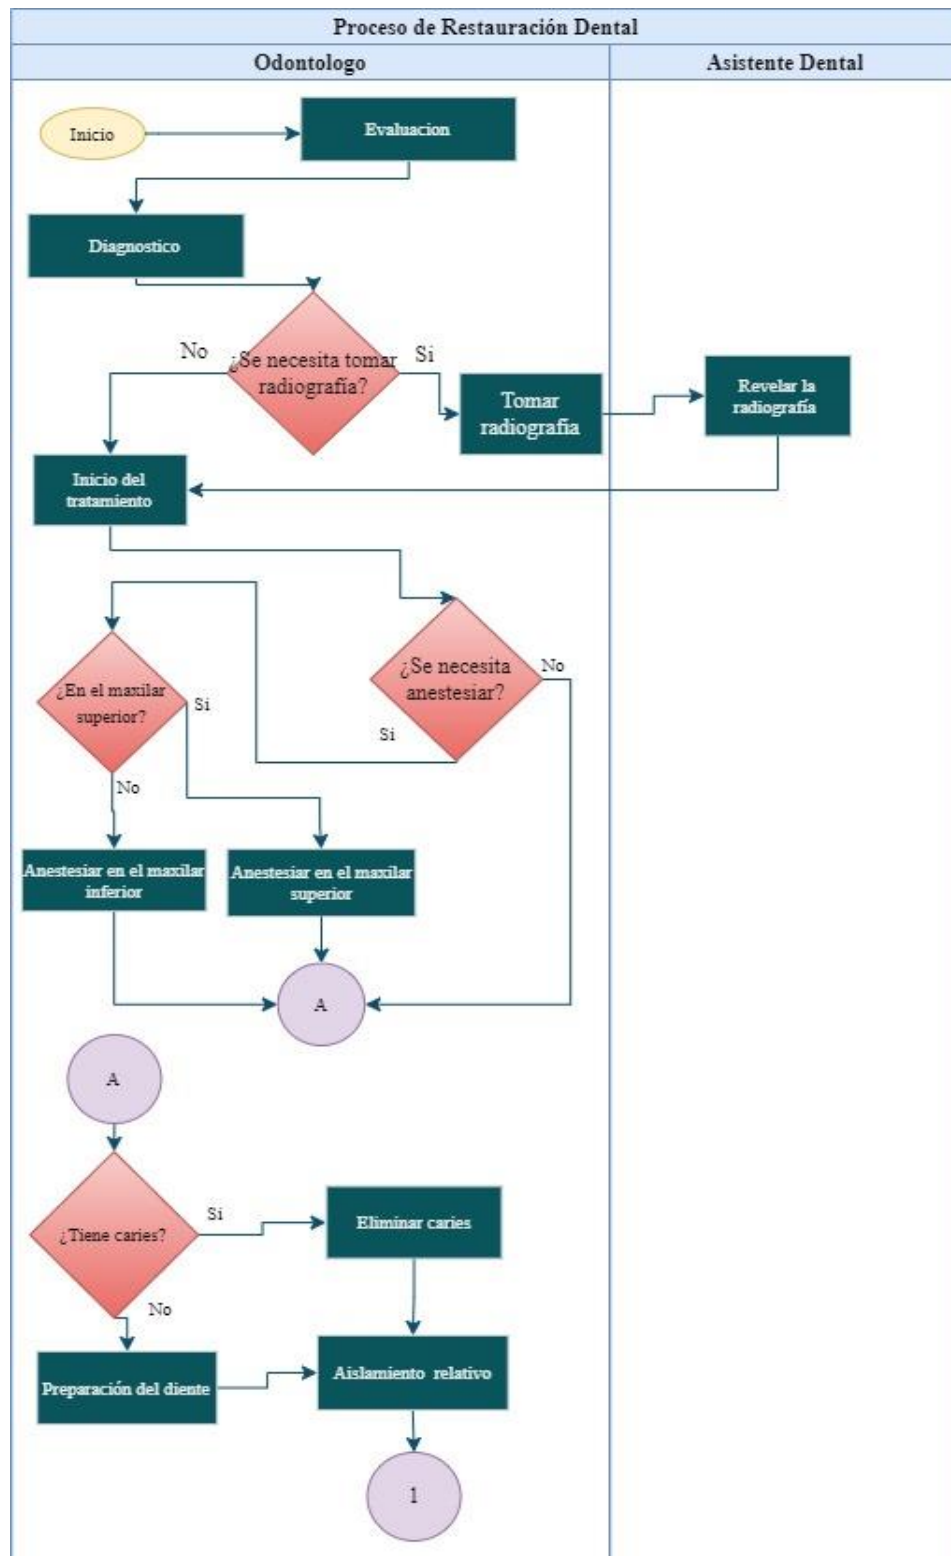 Proceso de Restauración Dental
Odontologo
Asistente Dental
Inicio
Evaluacion
Diagnostico
No
¿Se necesita tomar
radiografía?
Si
Tomar
radiografía
Revelar la
radiografía
Inicio del
tratamiento
¿Se necesita
anestesiar?
No
Si
¿En el maxilar
superior?
Si
No
Anestesiar en el maxilar
inferior
Anestesiar en el maxilar
superior
A
A
¿Tiene caries?
Si
Eliminar caries
No
Preparación del diente
Aislamiento relativo
1